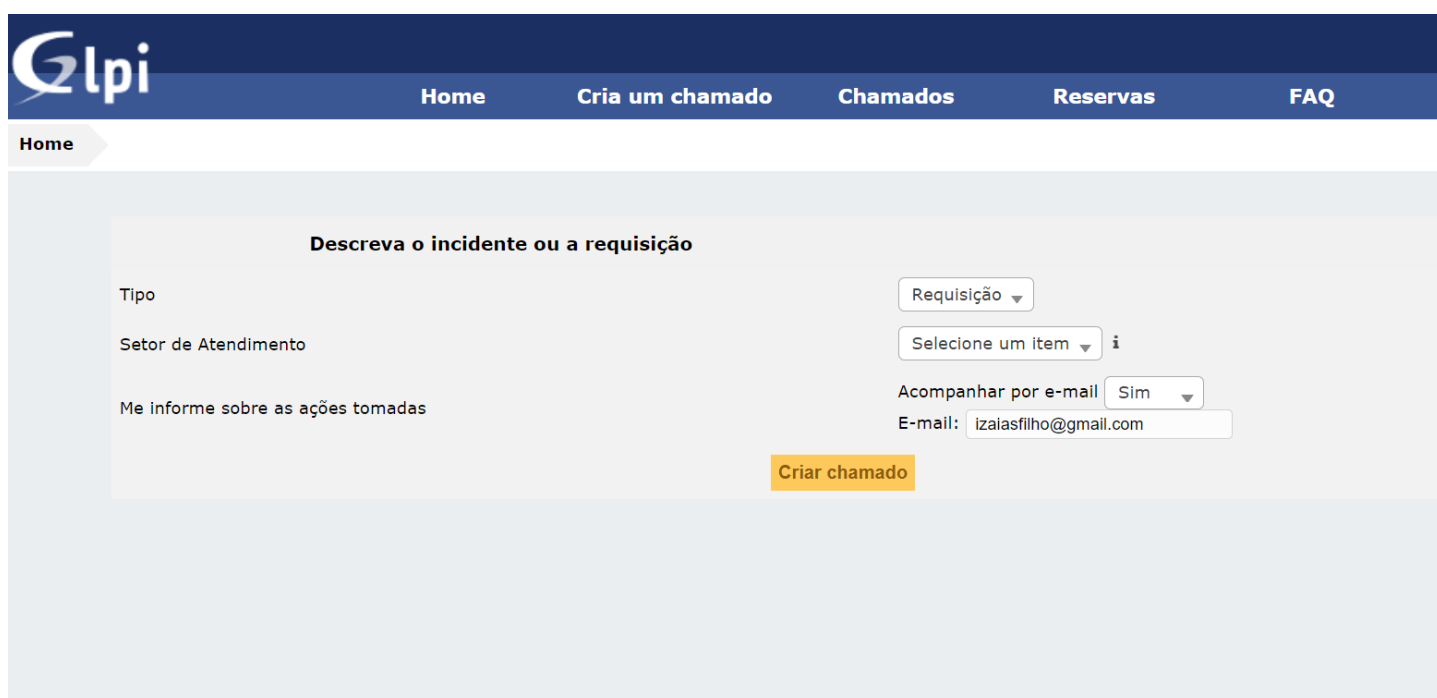 Glpi
Home Cria um chamado Chamados Reservas FAQ
Home
Descreva o incidente ou a requisição
Tipo Requisição
Setor de Atendimento Selecione um item i
Me informe sobre as ações tomadas Acompanhar por e-mail Sim
E-mail: izaiasfilho@gmail.com
Criar chamado